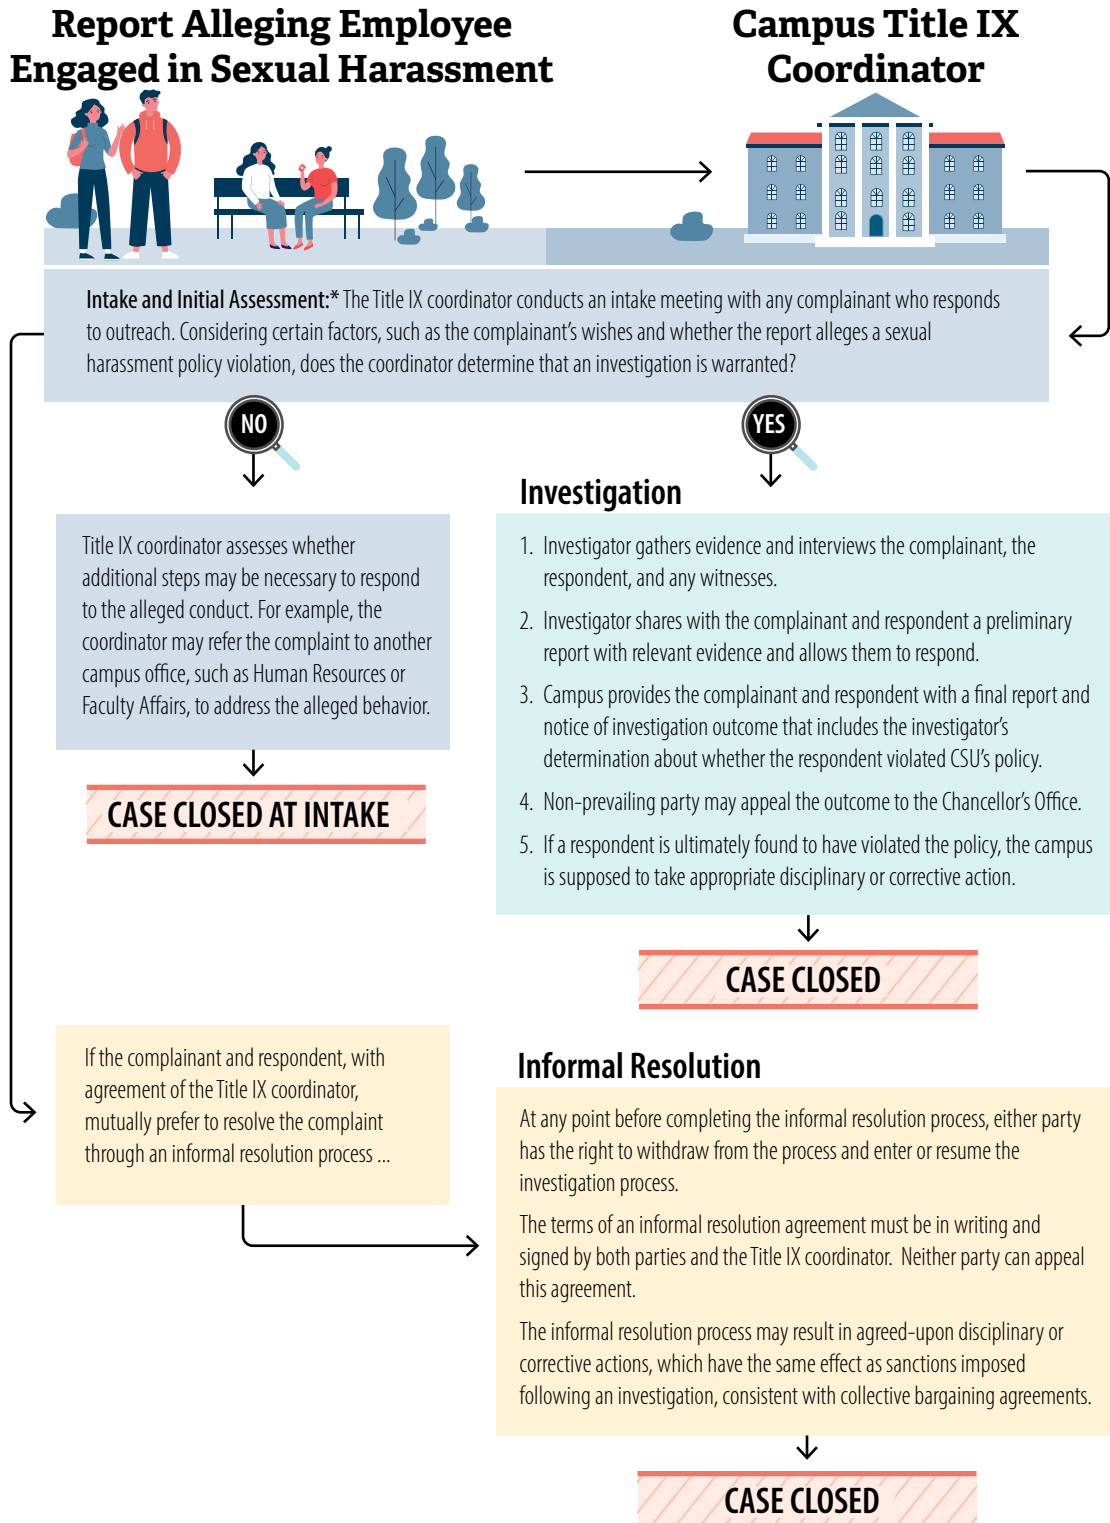 Report Alleging Employee
Engaged in Sexual Harassment
Campus Title IX
Coordinator
Intake and Initial Assessment:* The Title IX coordinator conducts an intake meeting with any complainant who responds
to outreach. Considering certain factors, such as the complainant's wishes and whether the report alleges a sexual
harassment policy violation, does the coordinator determine that an investigation is warranted?
NO
YES
Title IX coordinator assesses whether
additional steps may be necessary to respond
to the alleged conduct. For example, the
coordinator may refer the complaint to another
campus office, such as Human Resources or
Faculty Affairs, to address the alleged behavior.
CASE CLOSED AT INTAKE
Investigation
1. Investigator gathers evidence and interviews the complainant, the
respondent, and any witnesses.
2. Investigator shares with the complainant and respondent a preliminary
report with relevant evidence and allows them to respond.
3. Campus provides the complainant and respondent with a final report and
notice of investigation outcome that includes the investigator's
determination about whether the respondent violated CSU's policy.
4. Non-prevailing party may appeal the outcome to the Chancellor's Office.
5. If a respondent is ultimately found to have violated the policy, the campus
is supposed to take appropriate disciplinary or corrective action.
CASE CLOSED
If the complainant and respondent, with
agreement of the Title IX coordinator,
mutually prefer to resolve the complaint
through an informal resolution process ...
Informal Resolution
At any point before completing the informal resolution process, either party
has the right to withdraw from the process and enter or resume the
investigation process.
The terms of an informal resolution agreement must be in writing and
signed by both parties and the Title IX coordinator.  Neither party can appeal
this agreement.
The informal resolution process may result in agreed-upon disciplinary or
corrective actions, which have the same effect as sanctions imposed
following an investigation, consistent with collective bargaining agreements.
CASE CLOSED